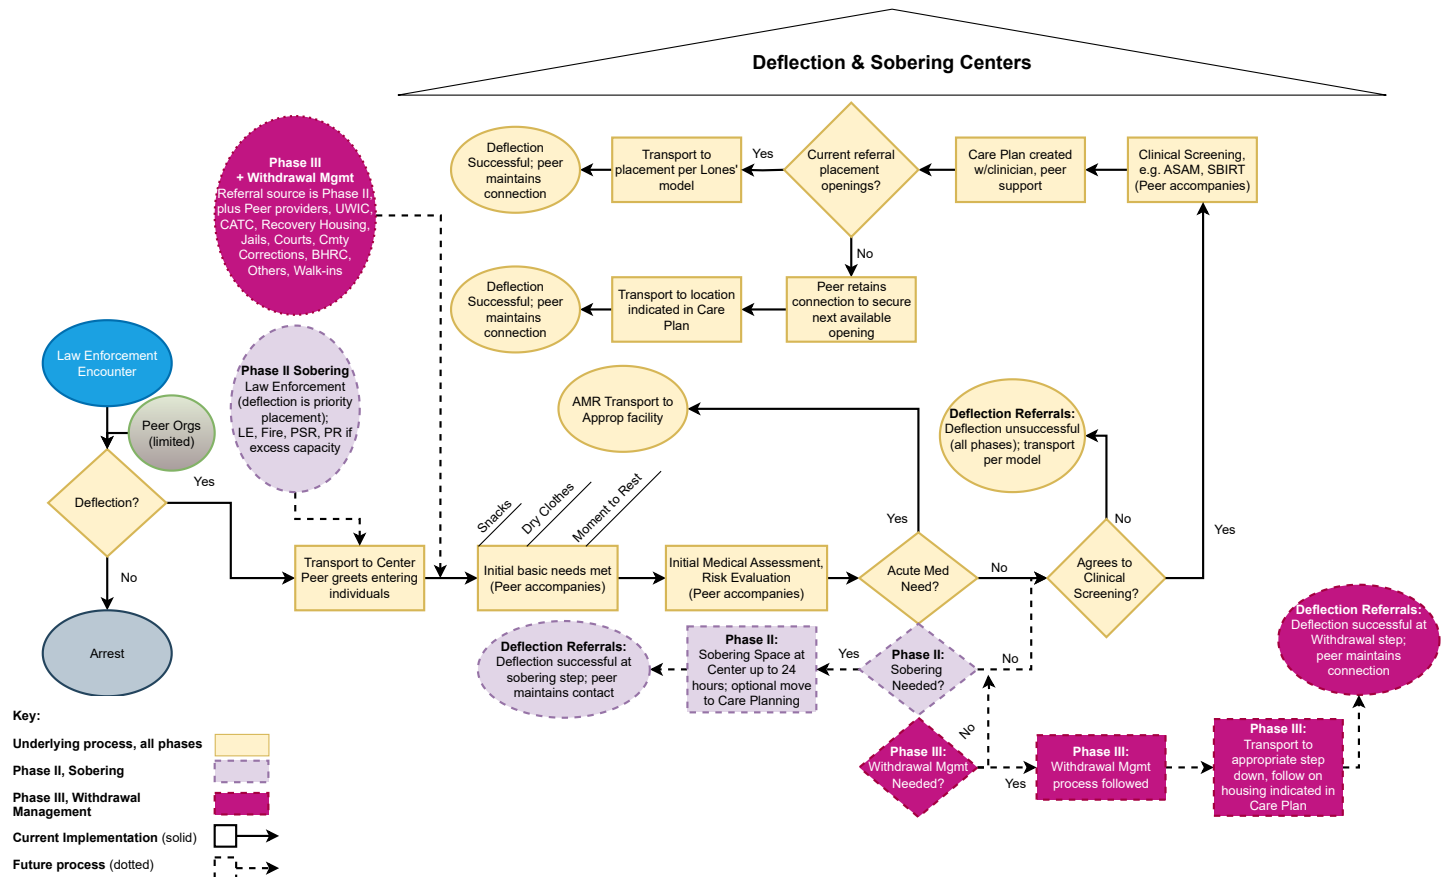 Deflection & Sobering Centers
Phase III
+ Withdrawal Mgmt
Referral source is Phase II,
plus Peer providers, UWIC,
CATC, Recovery Housing,
Jails, Courts, Cmty
Corrections, BHRC,
Others, Walk-ins
Deflection
Successful; peer
maintains
connection
Transport to
placement per Lones'
model
Yes
Current referral
placement
openings?
Care Plan created
w/clinician, peer
support
Clinical Screening,
e.g. ASAM, SBIRT
(Peer accompanies)
No
Deflection
Successful; peer
maintains
connection
Transport to location
indicated in Care
Plan
Peer retains
connection to secure
next available
opening
Law Enforcement
Encounter
Peer Orgs
(limited)
Phase II Sobering
Law Enforcement
(deflection is priority
placement);
LE, Fire, PSR, PR if
excess capacity
AMR Transport to
Approp facility
Deflection Referrals:
Deflection unsuccessful
(all phases); transport
per model
Deflection?
Yes
No
Arrest
Transport to Center
Peer greets entering
individuals
Snacks
Dry Clothes
Moment to Rest
Initial basic needs met
(Peer accompanies)
Initial Medical Assessment,
Risk Evaluation
(Peer accompanies)
Yes
Acute Med
Need?
No
No
Agrees to
Clinical
Screening?
Yes
Deflection Referrals:
Deflection successful at
sobering step; peer
maintains contact
Phase II:
Sobering Space at
Center up to 24
hours; optional move
to Care Planning
Yes
Phase II:
Sobering
Needed?
No
Deflection Referrals:
Deflection successful at
Withdrawal step;
peer maintains
connection
Phase III:
Withdrawal Mgmt
Needed?
No
Yes
Phase III:
Withdrawal Mgmt
process followed
Phase III:
Transport to
appropriate step
down, follow on
housing indicated in
Care Plan
Key:
Underlying process, all phases
Phase II, Sobering
Phase III, Withdrawal
Management
Current Implementation (solid)
Future process (dotted)